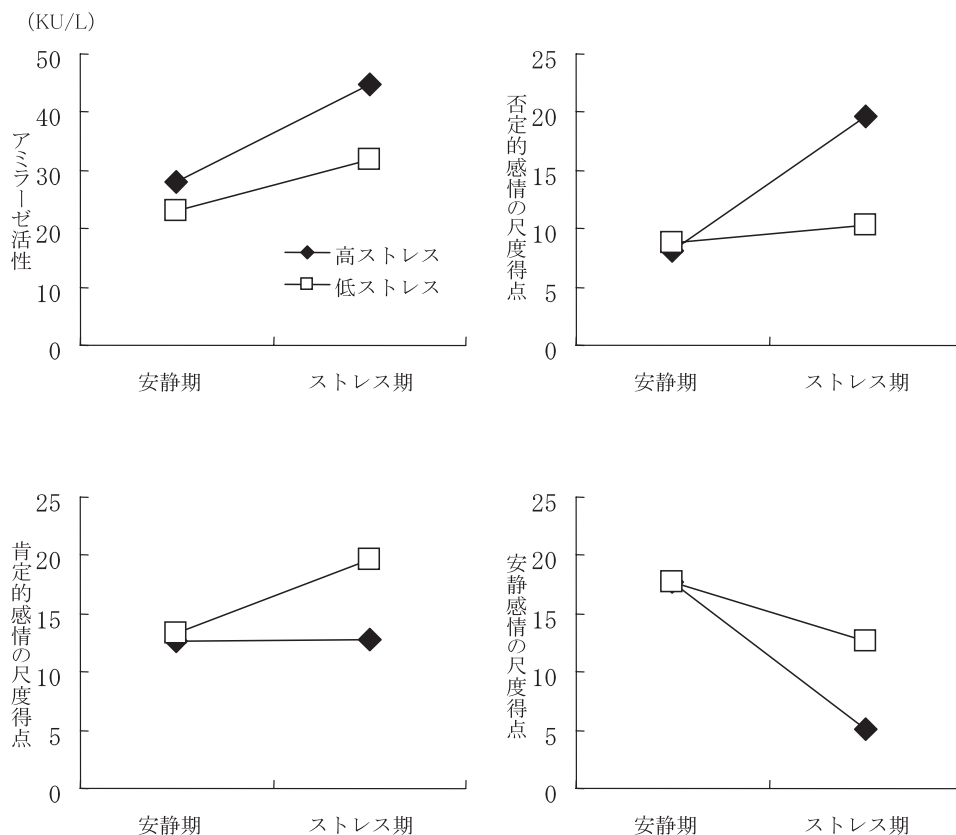 (KU/L)
アミラーゼ活性
50
40
30
20
10
0
高ストレス
低ストレス
安静期
ストレス期
否定的感情の尺度得点
25
20
15
10
5
0
安静期
ストレス期
肯定的感情の尺度得点
25
20
15
10
5
0
安静期
ストレス期
安静感情の尺度得点
25
20
15
10
5
0
安静期
ストレス期